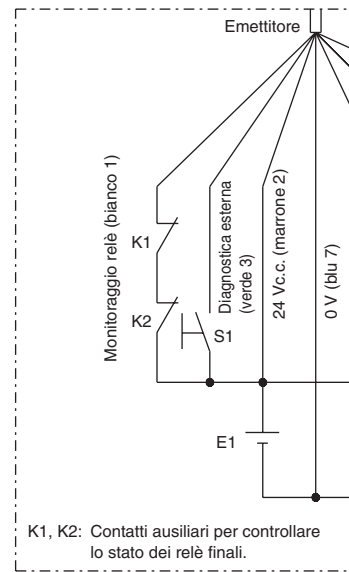 Emettitore
Monitoraggio relè (bianco 1)
K1
K2
Diagnostica esterna
(verde 3)
S1
24 Vc.c. (marrone 2)
0 V (blu 7)
E1
K1, K2: Contatti ausiliari per controllare
lo stato dei relè finali.